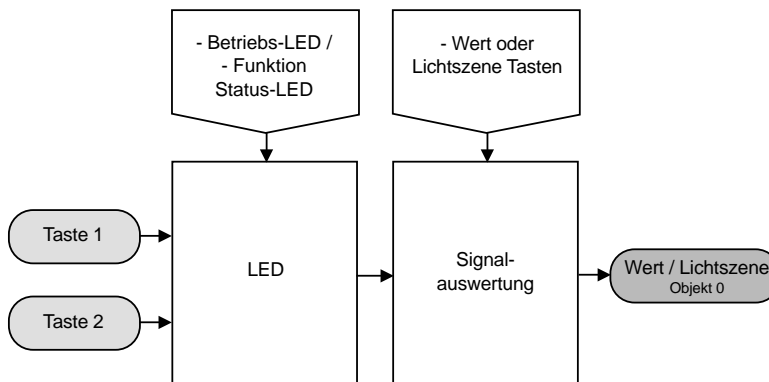 - Betriebs-LED /
- Funktion
Status-LED
- Wert oder
Lichtszene Tasten
Taste 1
Taste 2
LED
Signal-
auswertung
Wert / Lichtszene
Objekt 0